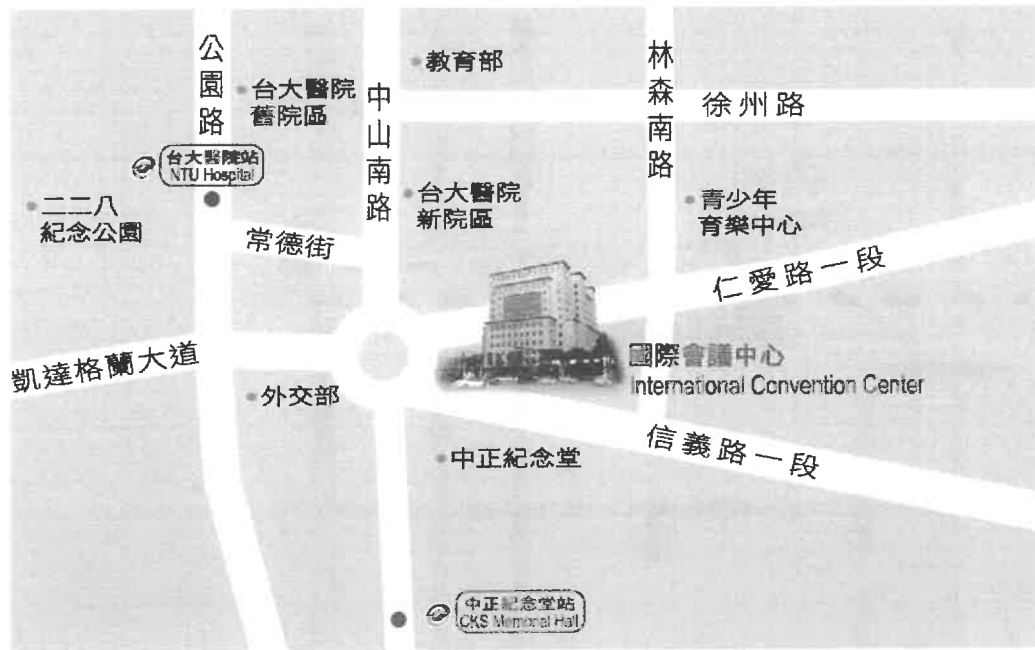 公園路
教育部
林森南路
台大醫院
舊院區
中山南路
徐州路
台大醫院站
NTU Hospital
二二八
紀念公園
台大醫院
新院區
青少年
育樂中心
常德街
仁愛路一段
凱達格蘭大道
國際會議中心
International Convention Center
外交部
信義路一段
中正紀念堂
中正紀念堂站
CKS Memorial Hall